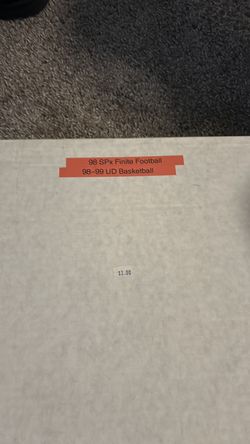 98 SPx Finite Football
98-99 UD Basketball
11.00